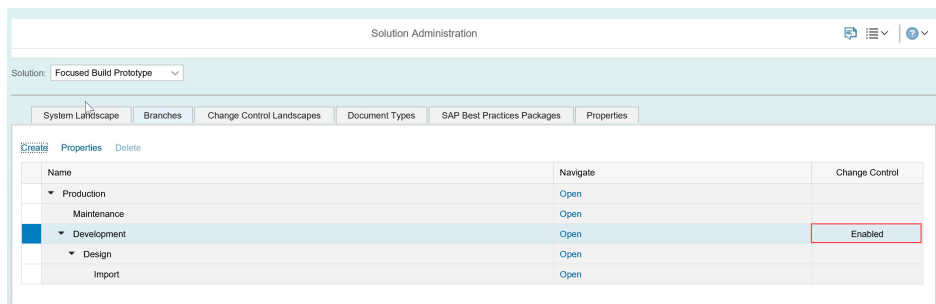 Solution Administration
Solution: Focused Build Prototype
System Landscape Branches Change Control Landscapes Document Types SAP Best Practices Packages Properties
Create Properties Delete
Name Navigate Change Control
Production Open
Maintenance Open
Development Open Enabled
Design Open
Import Open